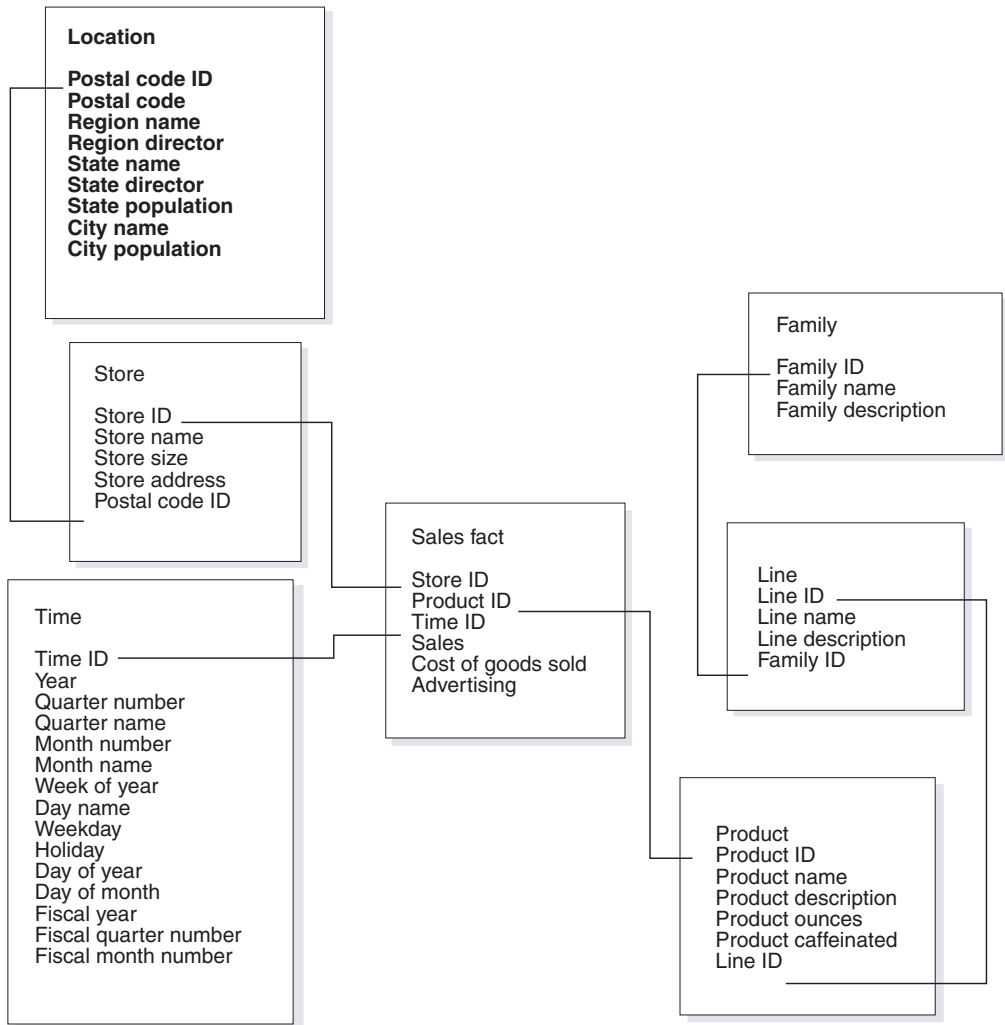 Location
Postal code ID
Postal code
Region name
Region director
State name
State director
State population
City name
City population
Store
Store ID
Store name
Store size
Store address
Postal code ID
Time
Time ID
Year
Quarter number
Quarter name
Month number
Month name
Week of year
Day name
Weekday
Holiday
Day of year
Day of month
Fiscal year
Fiscal quarter number
Fiscal month number
Sales fact
Store ID
Product ID
Time ID
Sales
Cost of goods sold
Advertising
Family
Family ID
Family name
Family description
Line
Line ID
Line name
Line description
Family ID
Product
Product ID
Product name
Product description
Product ounces
Product caffeinated
Line ID